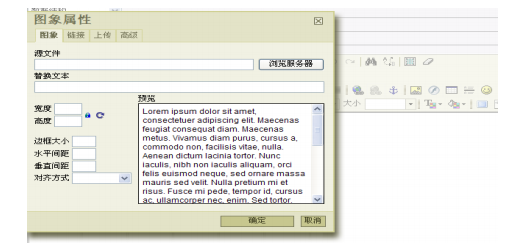 图象属性
图象 链接 上传 高级
源文件
浏览服务器
替换文本
宽度
高度
边框大小
水平间距
垂直间距
对齐方式
预览
Lorem ipsum dolor sit amet,
consectetuer adipiscing elit. Maecenas
feugiat consequat diam. Maecenas
metus. Vivamus diam purus, cursus a,
commodo non, facilisis vitae, nulla.
Aenean dictum lacinia tortor. Nunc
iaculis, nibh non iaculis aliquam, orci
felis euismod neque, sed ornare massa
mauris sed velit. Nulla pretium mi et
risus. Fusce mi pede, tempor id, cursus
ac, ullamcorper nec, enim. Sed tortor.
确定 取消
大小